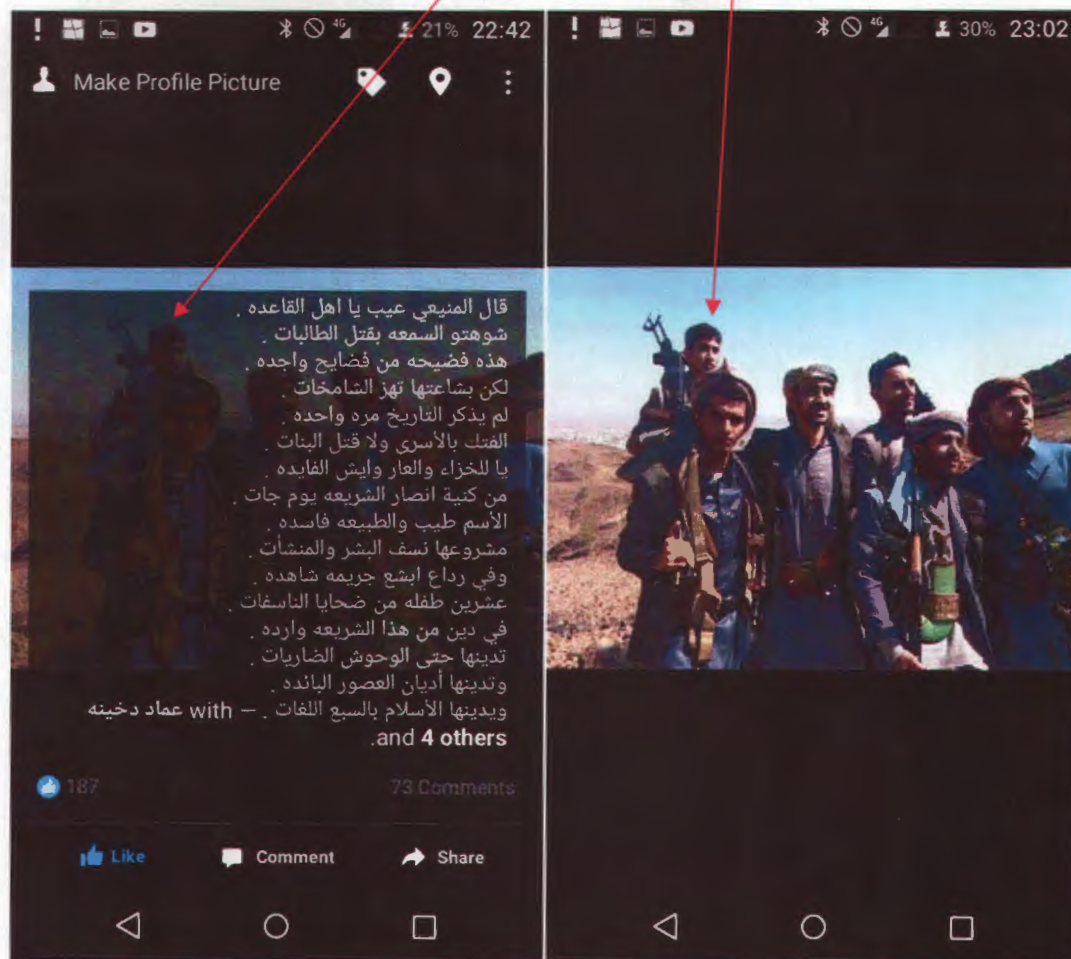 ! 4G 21% 22:42
Make Profile Picture
قال المنيعي عيب يا اهل القاعده .
شوهتو السمعه بقتل الطالبات .
هذه فضيحه من فضايح واجده .
لكن بشاعتها تهز الشامخات .
لم يذكر التاريخ مره واحده .
الفتك بالأسرى ولا قتل البنات .
يا للخزاء والعار وايش الفايده .
من كنية انصار الشريعه يوم جات .
الأسم طيب والطبيعه فاسده .
مشروعها نسف البشر والمنشأت .
وفي رداع ابشع جريمه شاهده .
عشرين طفله من ضحايا الناسفات .
في دين من هذا الشريعه وارده .
تدينها حتى الوحوش الضاريات .
وتدينها أديان العصور البائده .
ويدينها الأسلام بالسبع اللغات . — with عماد دخينه
and 4 others.
187 73 Comments
Like Comment Share
! 4G 30% 23:02